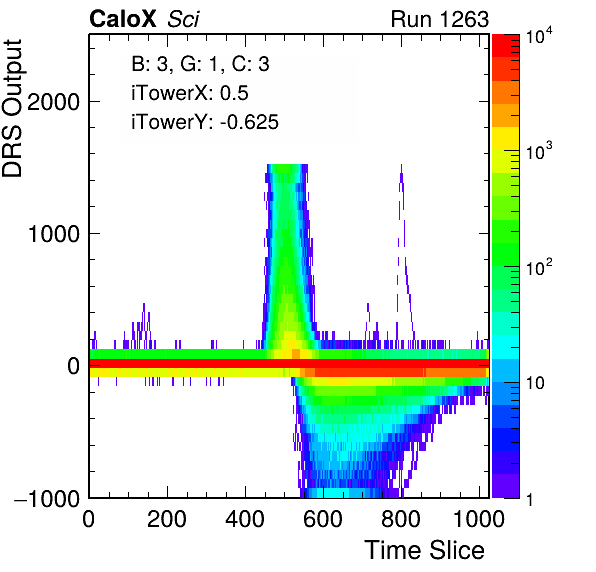 CaloX Sci Run 1263
B: 3, G: 1, C: 3
iTowerX: 0.5
iTowerY: -0.625
DRS Output
2000
1000
0
−1000
0 200 400 600 800 1000
Time Slice
10^4
10^3
10^2
10
1